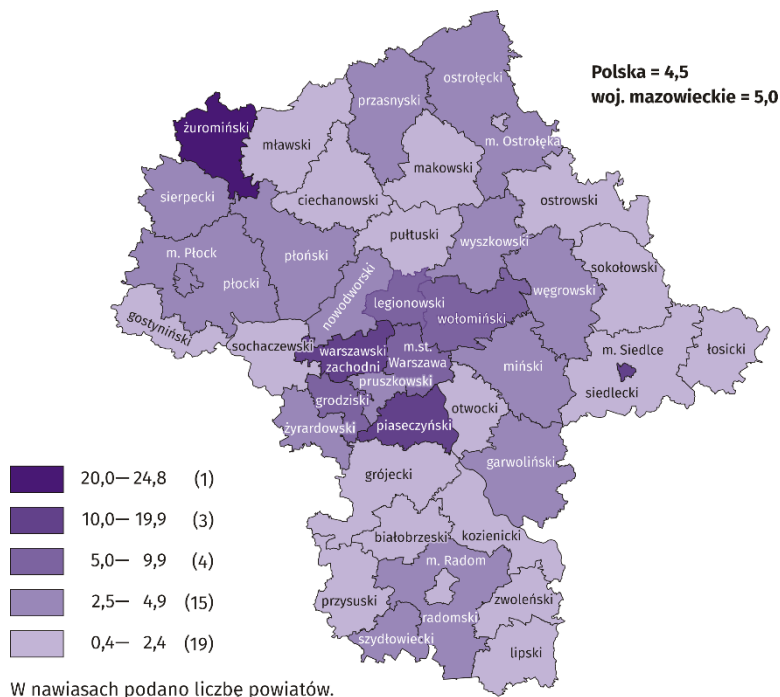 Polska = 4,5
woj. mazowieckie = 5,0
ostrołęcki
przasnyski
żuromiński
mławski
m. Ostrołęka
makowski
ciechanowski
sierpecki
ostrowski
pułtuski
wyszkowski
m. Płock
płoński
sokołowski
płocki
nowodworski
węgrowski
legionowski
wołomiński
gostyniński
sochaczewski
warszawski
zachodni
m.st.
Warszawa
m. Siedlce
łosicki
miński
pruszkowski
siedlecki
grodziski
otwocki
żyrardowski
piaseczyński
garwoliński
grójecki
białobrzeski
kozienicki
m. Radom
przysuski
zwoleński
radomski
szydłowiecki
lipski
20,0— 24,8 (1)
10,0— 19,9 (3)
5,0— 9,9 (4)
2,5— 4,9 (15)
0,4— 2,4 (19)
W nawiasach podano liczbę powiatów.